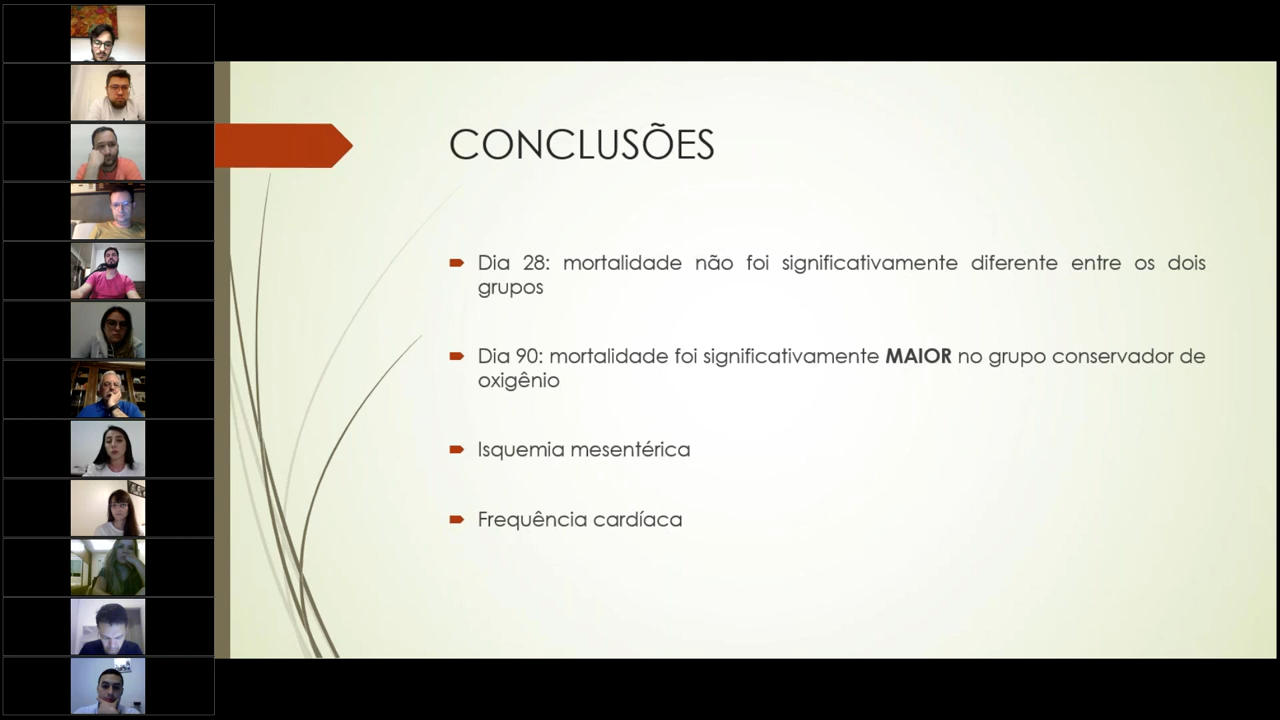 CONCLUSÕES
Dia 28: mortalidade não foi significativamente diferente entre os dois
grupos
Dia 90: mortalidade foi significativamente MAIOR no grupo conservador de
oxigênio
Isquemia mesentérica
Frequência cardíaca